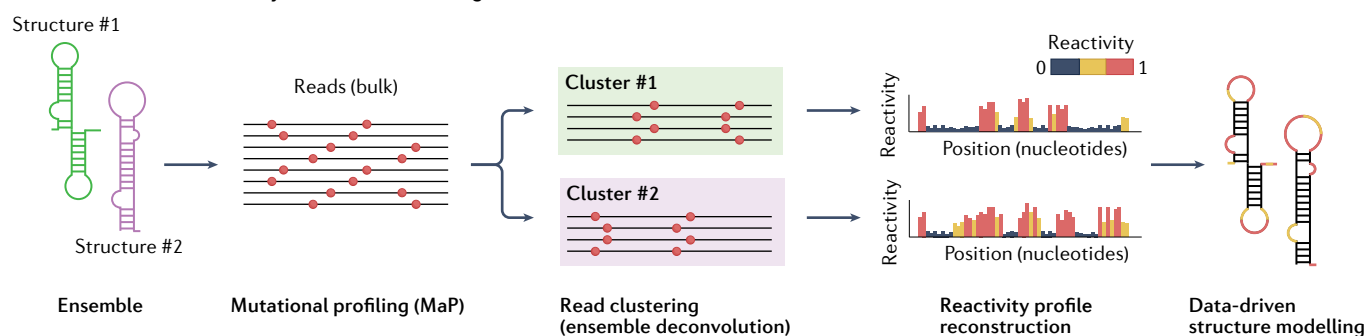 Structure #1
Structure #2
Ensemble
Reads (bulk)
Mutational profiling (MaP)
Cluster #1
Cluster #2
Read clustering
(ensemble deconvolution)
Reactivity
0 1
Reactivity
Position (nucleotides)
Reactivity
Position (nucleotides)
Reactivity profile
reconstruction
Data-driven
structure modelling